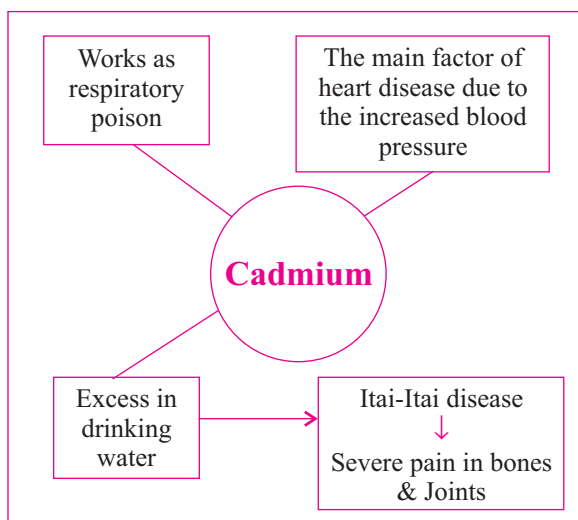 Works as
respiratory
poison
The main factor of
heart disease due to
the increased blood
pressure
Cadmium
Excess in
drinking
water
Itai-Itai disease
↓
Severe pain in bones
& Joints